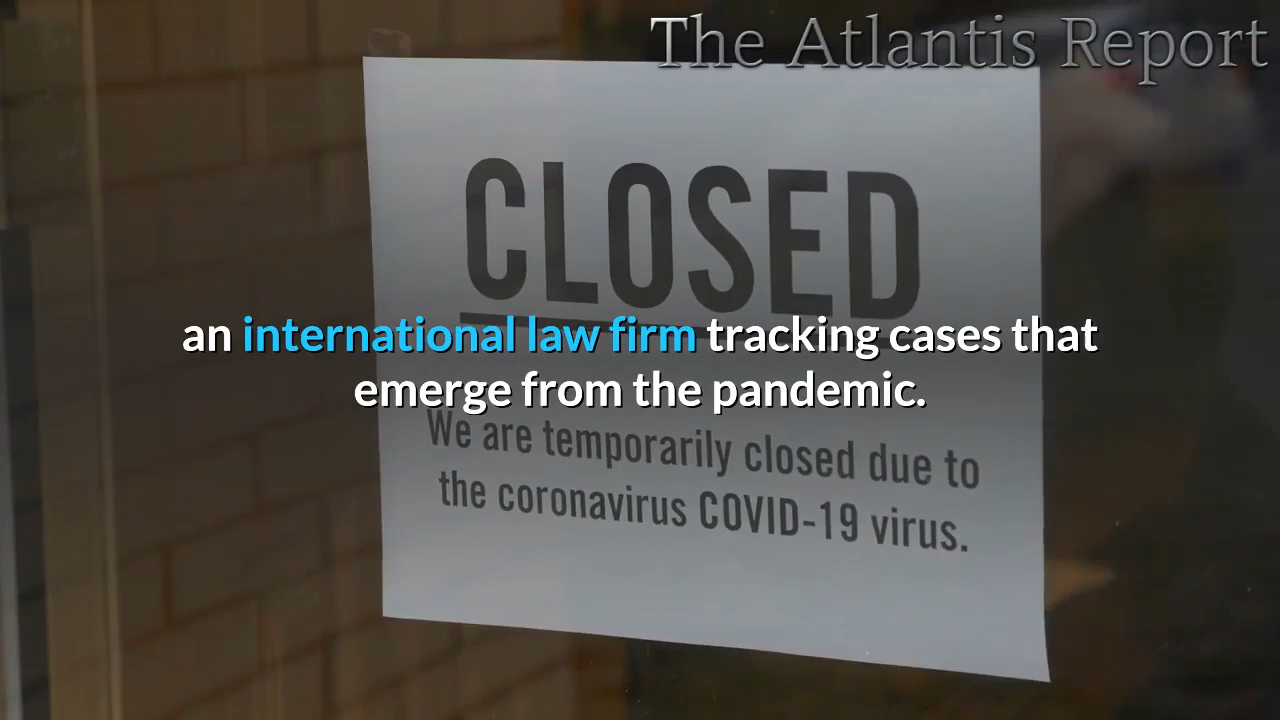 The Atlantis Report
CLOSED
an international law firm tracking cases that
emerge from the pandemic.
We are temporarily closed due to
the coronavirus COVID-19 virus.